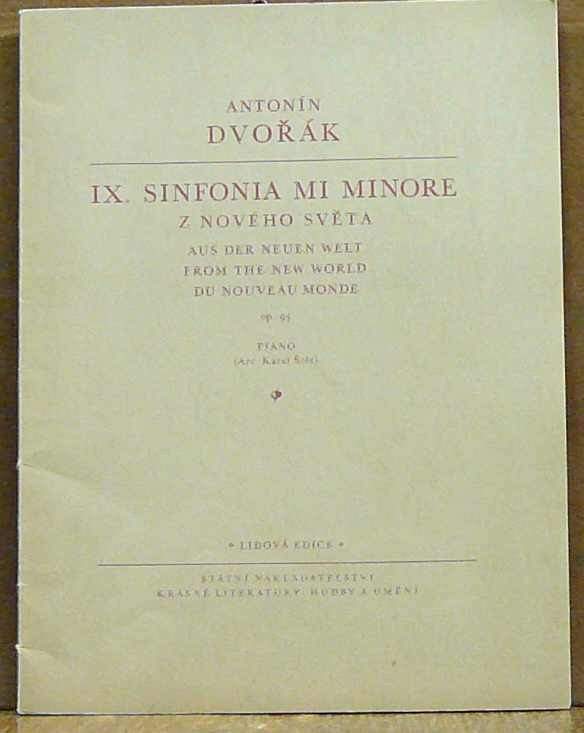 ANTONÍN
DVOŘÁK
IX. SINFONIA MI MINORE
Z NOVÉHO SVĚTA
AUS DER NEUEN WELT
FROM THE NEW WORLD
DU NOUVEAU MONDE
op. 95
PIANO
(Arr. Karel Šolc)
* LIDOVÁ EDICE *
STÁTNÍ NAKLADATELSTVÍ
KRÁSNÉ LITERATURY, HUDBY A UMĚNÍ